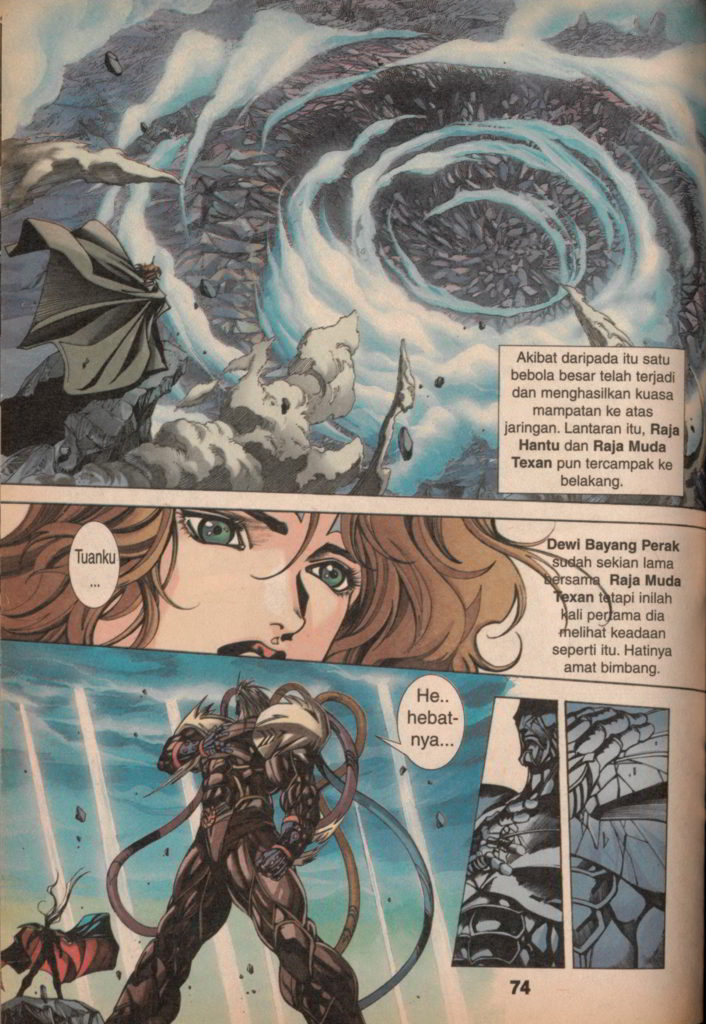 Akibat daripada itu satu
bebola besar telah terjadi
dan menghasilkan kuasa
mampatan ke atas
jaringan. Lantaran itu, Raja
Hantu dan Raja Muda
Texan pun tercampak ke
belakang.
Tuanku
...
Dewi Bayang Perak
sudah sekian lama
bersama Raja Muda
Texan tetapi inilah
kali pertama dia
melihat keadaan
seperti itu. Hatinya
amat bimbang.
He..
hebat-
nya...
74